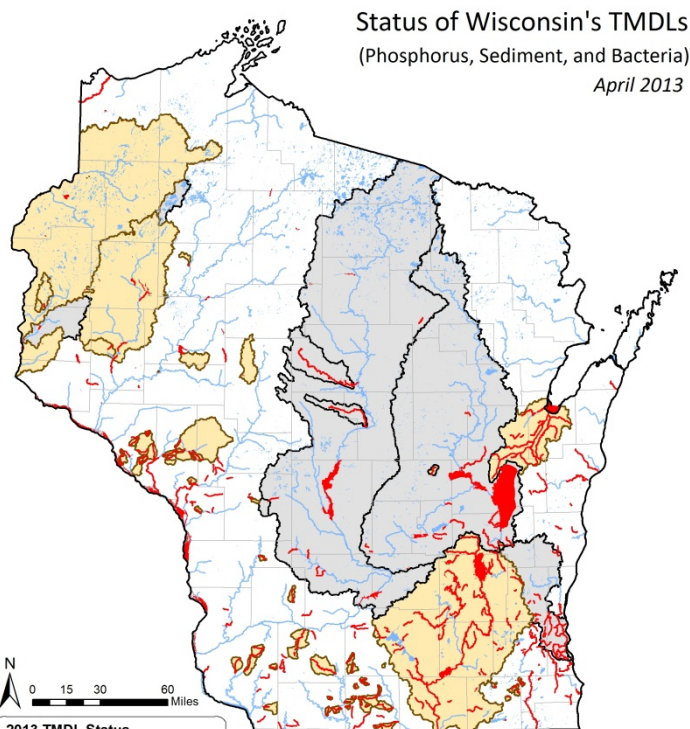 Status of Wisconsin's TMDLs
(Phosphorus, Sediment, and Bacteria)
April 2013
N
0 15 30 60
Miles
2013 TMDL Status